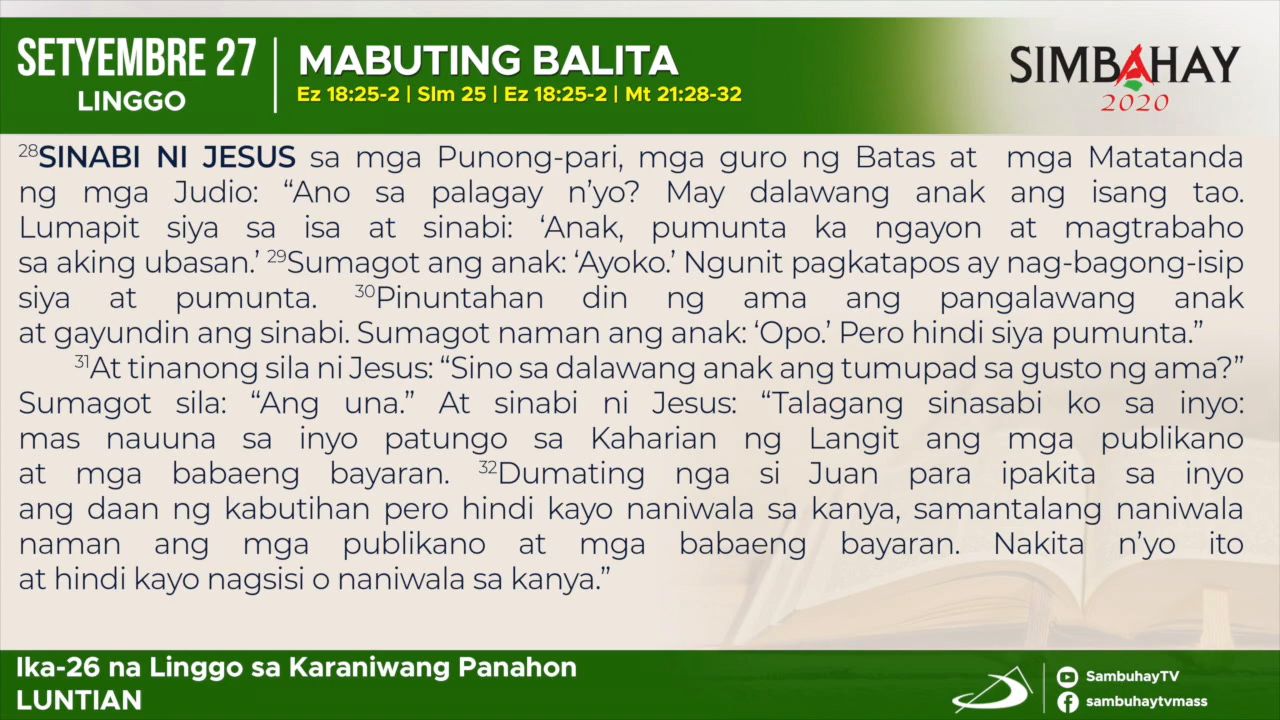 SETYEMBRE 27
LINGGO
MABUTING BALITA
Ez 18:25-2 | Slm 25 | Ez 18:25-2 | Mt 21:28-32
SIMBAHAY
2020
28SINABI NI JESUS sa mga Punong-pari, mga guro ng Batas at mga Matatanda
ng mga Judio: “Ano sa palagay n’yo? May dalawang anak ang isang tao.
Lumapit siya sa isa at sinabi: ‘Anak, pumunta ka ngayon at magtrabaho
sa aking ubasan.’ 29Sumagot ang anak: ‘Ayoko.’ Ngunit pagkatapos ay nag-bagong-isip
siya at pumunta. 30Pinuntahan din ng ama ang pangalawang anak
at gayundin ang sinabi. Sumagot naman ang anak: ‘Opo.’ Pero hindi siya pumunta.”
31At tinanong sila ni Jesus: “Sino sa dalawang anak ang tumupad sa gusto ng ama?”
Sumagot sila: “Ang una.” At sinabi ni Jesus: “Talagang sinasabi ko sa inyo:
mas nauuna sa inyo patungo sa Kaharian ng Langit ang mga publikano
at mga babaeng bayaran. 32Dumating nga si Juan para ipakita sa inyo
ang daan ng kabutihan pero hindi kayo naniwala sa kanya, samantalang naniwala
naman ang mga publikano at mga babaeng bayaran. Nakita n’yo ito
at hindi kayo nagsisi o naniwala sa kanya.”
Ika-26 na Linggo sa Karaniwang Panahon
LUNTIAN
SambuhayTV
sambuhaytvmass